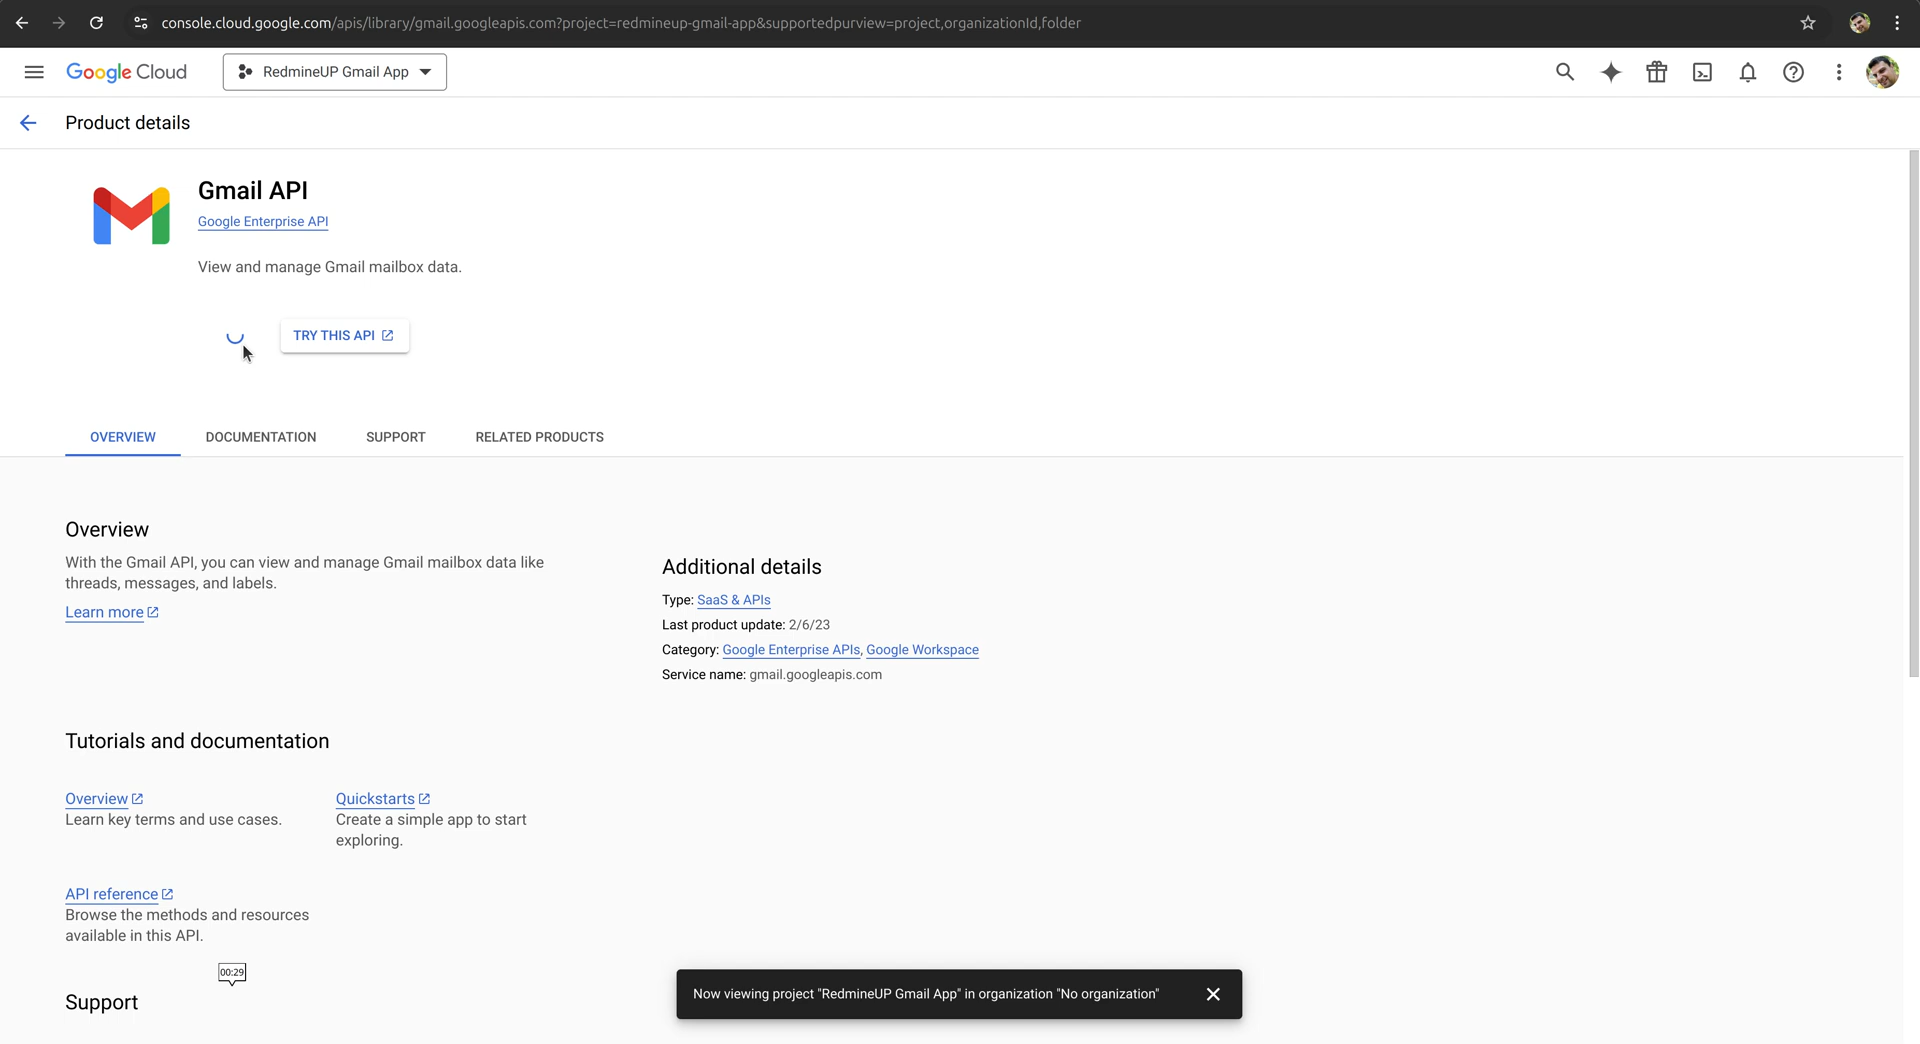 console.cloud.google.com/apis/library/gmail.googleapis.com?project=redmineup-gmail-app&supportedpurview=project,organizationId,folder
Google Cloud
RedmineUP Gmail App
Product details
Gmail API
Google Enterprise API
View and manage Gmail mailbox data.
TRY THIS API
OVERVIEW
DOCUMENTATION
SUPPORT
RELATED PRODUCTS
Overview
With the Gmail API, you can view and manage Gmail mailbox data like
threads, messages, and labels.
Learn more
Additional details
Type: SaaS & APIs
Last product update: 2/6/23
Category: Google Enterprise APIs, Google Workspace
Service name: gmail.googleapis.com
Tutorials and documentation
Overview
Learn key terms and use cases.
Quickstarts
Create a simple app to start
exploring.
API reference
Browse the methods and resources
available in this API.
00:29
Support
Now viewing project "RedmineUP Gmail App" in organization "No organization"